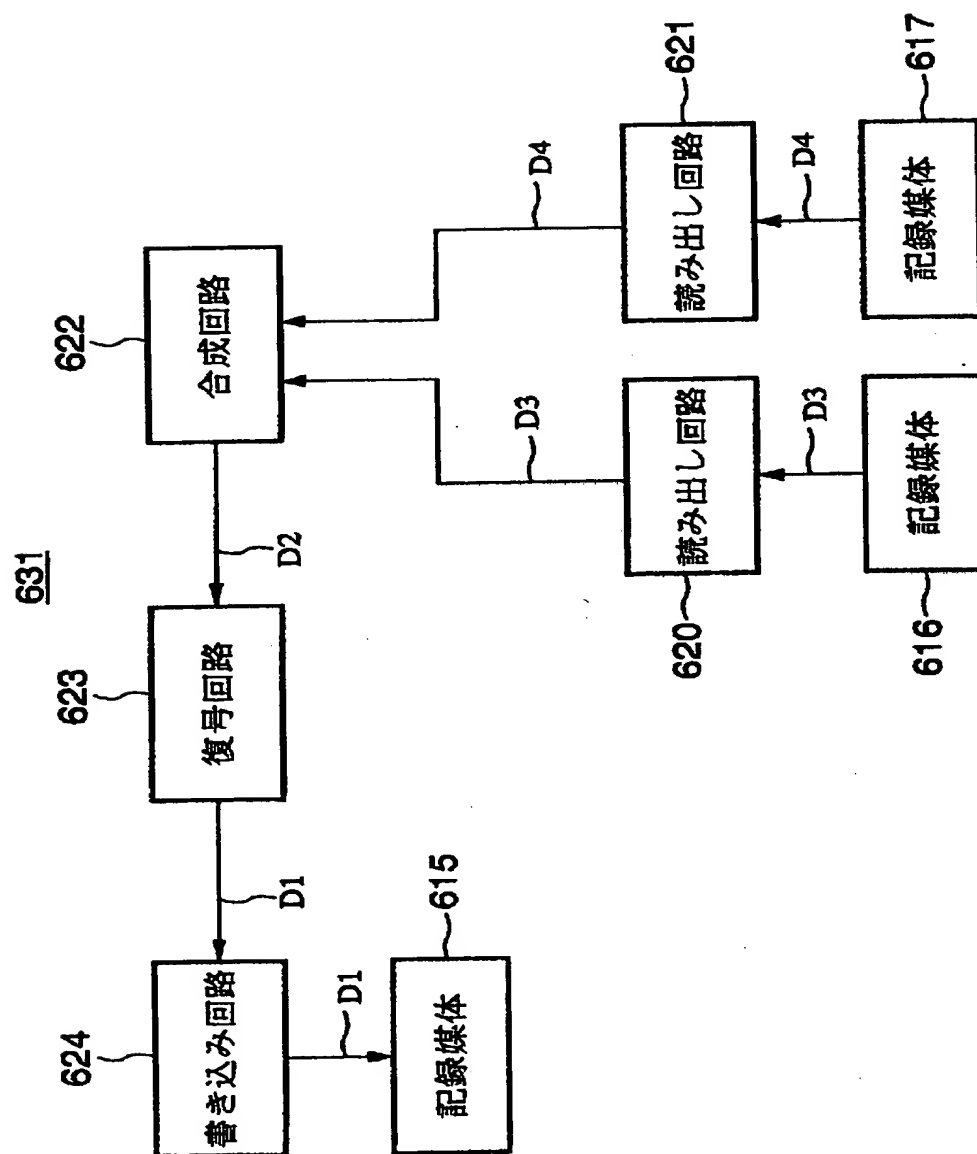 631
624
書き込み回路
D1
623
復号回路
D2
622
合成回路
D1
615
記録媒体
D3
D4
620
読み出し回路
621
読み出し回路
D3
D4
616
記録媒体
617
記録媒体